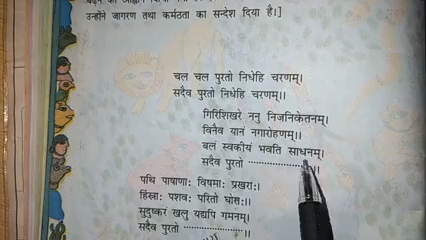 उन्होंने जागरण तथा कर्मठता का सन्देश दिया है।]
चल चल पुरतो निधेहि चरणम्।
सदैव पुरतो निधेहि चरणम्।।
गिरिशिखरे ननु निजनिकेतनम्।
विनैव यानं नगारोहणम्।।
बलं स्वकीयं भवति साधनम्।
सदैव पुरतो ..................।।
पथि पाषाणाः विषमाः प्रखराः।
हिंस्राः पशवः परितो घोराः।।
सुदुष्करं खलु यद्यपि गमनम्।
सदैव पुरतो ..................।।